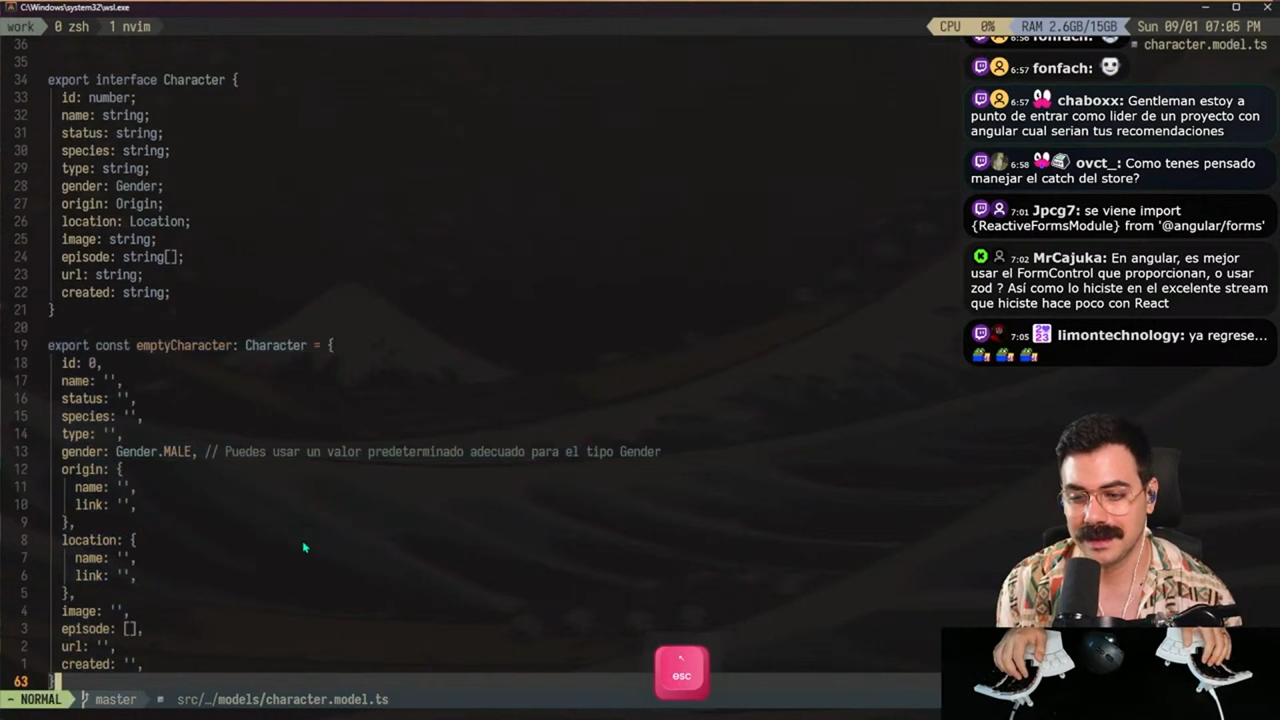 C:\Windows\system32\wsl.exe
work 0 zsh 1 nvim
CPU 0% RAM 2.6GB/15GB Sun 09/01 07:05 PM
character.model.ts
36
35
34 export interface Character {
33 id: number;
32 name: string;
31 status: string;
30 species: string;
29 type: string;
28 gender: Gender;
27 origin: Origin;
26 location: Location;
25 image: string;
24 episode: string[];
23 url: string;
22 created: string;
21 }
20
19 export const emptyCharacter: Character = {
18 id: 0,
17 name: '',
16 status: '',
15 species: '',
14 type: '',
13 gender: Gender.MALE, // Puedes usar un valor predeterminado adecuado para el tipo Gender
12 origin: {
11 name: '',
10 link: '',
9 },
8 location: {
7 name: '',
6 link: '',
5 },
4 image: '',
3 episode: [],
2 url: '',
1 created: '',
63 }
~ NORMAL master src/…/models/character.model.ts
esc
6:56 fonfach:
6:57 fonfach:
6:57 chaboxx: Gentleman estoy a
punto de entrar como lider de un proyecto con
angular cual serian tus recomendaciones
6:58 ovct_: Como tenes pensado
manejar el catch del store?
7:01 Jpcg7: se viene import
{ReactiveFormsModule} from '@angular/forms'
7:02 MrCajuka: En angular, es mejor
usar el FormControl que proporcionan, o usar
zod ? Así como lo hiciste en el excelente stream
que hiciste hace poco con React
7:05 limontechnology: ya regrese...